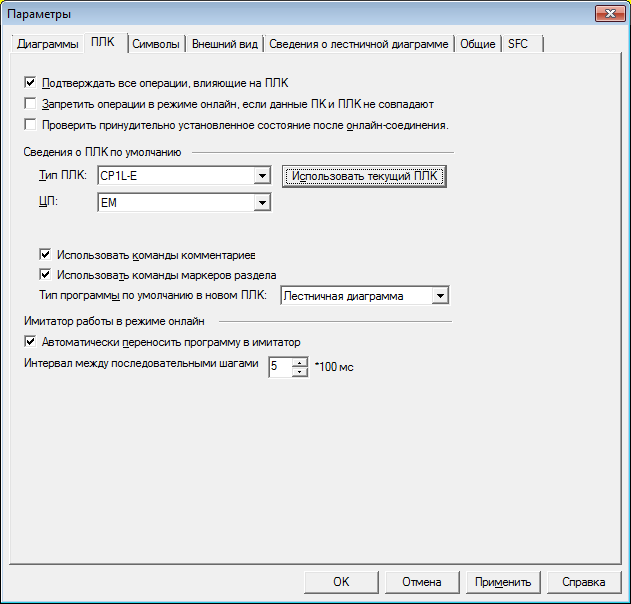 Параметры
Диаграммы ПЛК Символы Внешний вид Сведения о лестничной диаграмме Общие SFC
Подтверждать все операции, влияющие на ПЛК
Запретить операции в режиме онлайн, если данные ПК и ПЛК не совпадают
Проверить принудительно установленное состояние после онлайн-соединения.
Сведения о ПЛК по умолчанию
Тип ПЛК: CP1L-E Использовать текущий ПЛК
ЦП: EM
Использовать команды комментариев
Использовать команды маркеров раздела
Тип программы по умолчанию в новом ПЛК: Лестничная диаграмма
Имитатор работы в режиме онлайн
Автоматически переносить программу в имитатор
Интервал между последовательными шагами 5 *100 мс
OK Отмена Применить Справка